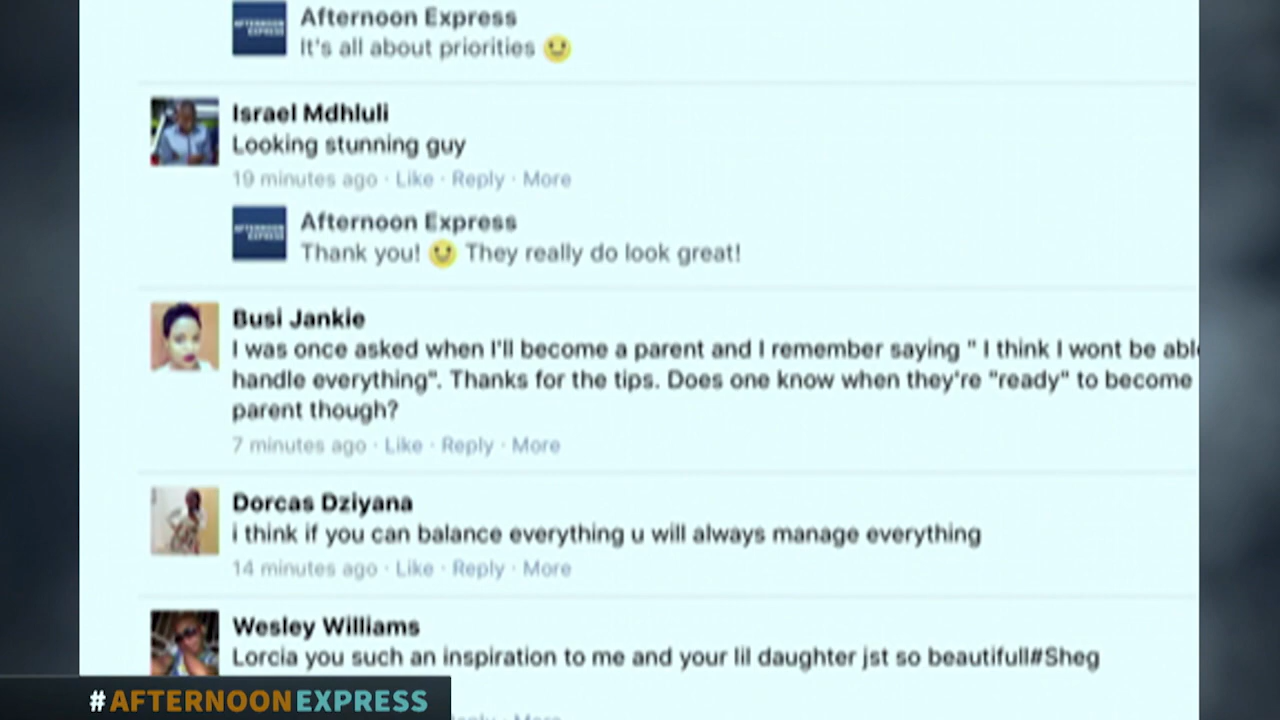 AFTERNOON EXPRESS
Afternoon Express
It's all about priorities
Israel Mdhluli
Looking stunning guy
19 minutes ago · Like · Reply · More
AFTERNOON EXPRESS
Afternoon Express
Thank you! They really do look great!
Busi Jankie
I was once asked when I'll become a parent and I remember saying " I think I wont be abl
handle everything". Thanks for the tips. Does one know when they're "ready" to become
parent though?
7 minutes ago · Like · Reply · More
Dorcas Dziyana
i think if you can balance everything u will always manage everything
14 minutes ago · Like · Reply · More
Wesley Williams
Lorcia you such an inspiration to me and your lil daughter jst so beautifull#Sheg
#AFTERNOONEXPRESS